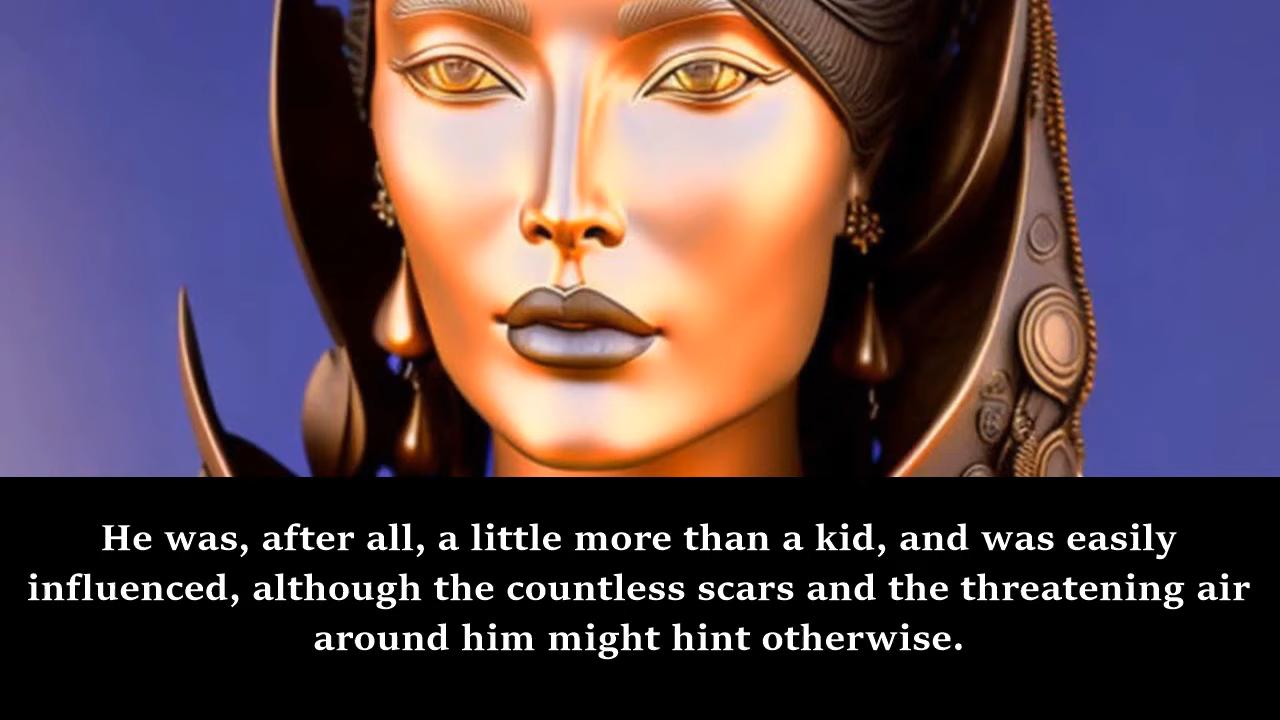 He was, after all, a little more than a kid, and was easily
influenced, although the countless scars and the threatening air
around him might hint otherwise.